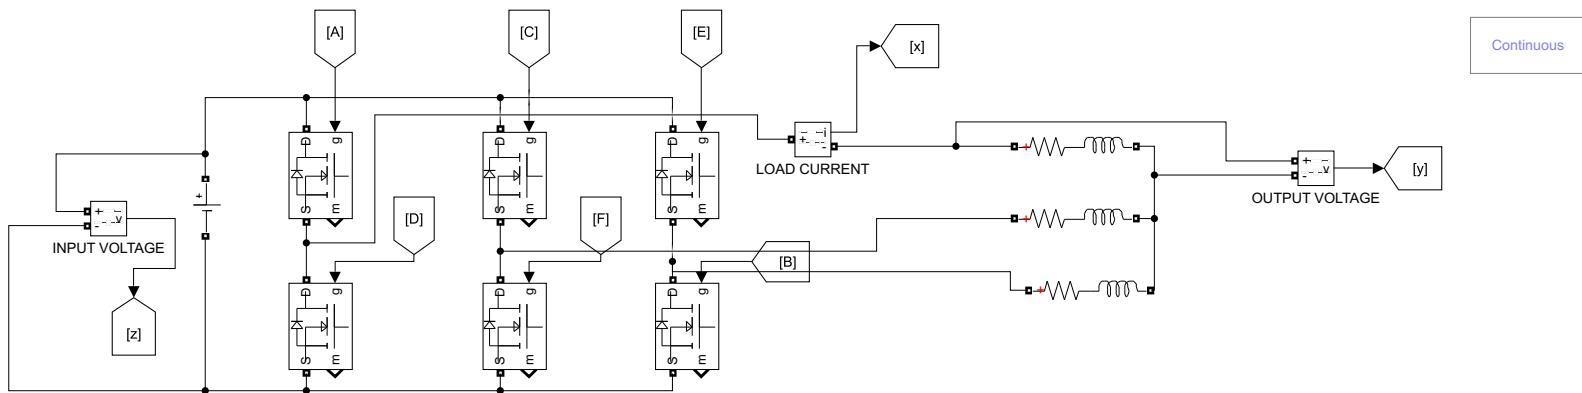 [A]
[C]
[E]
[x]
Continuous
D
g
D
g
D
g
+
i
-
LOAD CURRENT
+
+
v
-
[y]
OUTPUT VOLTAGE
S
m
S
m
S
m
+
+
v
-
INPUT VOLTAGE
[D]
[F]
+
[B]
+
[z]
D
g
D
g
D
g
S
m
S
m
S
m